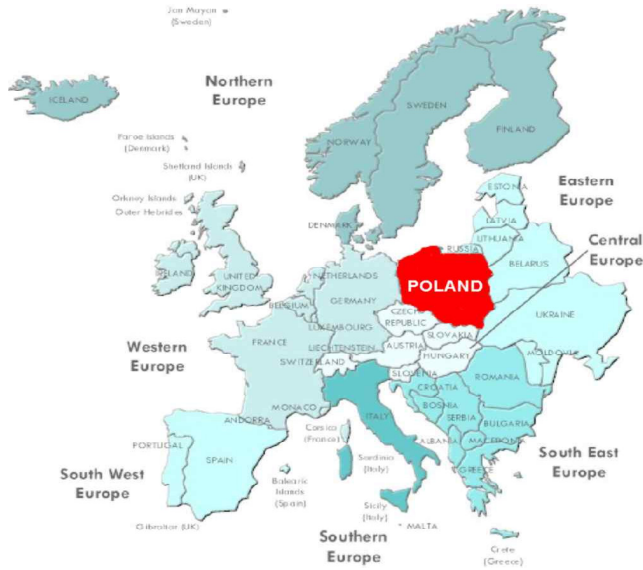 Jan Mayan
(Sweden)
Northern
Europe
ICELAND
SWEDEN
NORWAY
FINLAND
Faroe Islands
(Denmark)
Shetland Islands
(UK)
Orkney Islands
Outer Hebrides
ESTONIA
Eastern
Europe
LATVIA
DENMARK
LITHUANIA
RUSSIA
Central
Europe
BELARUS
IRELAND
UNITED
KINGDOM
NETHERLANDS
POLAND
GERMANY
BELGIUM
CZECH
REPUBLIC
UKRAINE
LUXEMBOURG
SLOVAKIA
Western
Europe
FRANCE
LIECHTENSTEIN
AUSTRIA
SWITZERLAND
HUNGARY
MOLDOVA
SLOVENIA
ROMANIA
CROATIA
MONACO
BOSNIA
ANDORRA
ITALY
SERBIA
BULGARIA
Corsica
(France)
PORTUGAL
SPAIN
ALBANIA
MACEDONIA
South East
Europe
Sardinia
(Italy)
GREECE
South West
Europe
Balearic
Islands
(Spain)
Sicily
(Italy)
Gibraltar (UK)
MALTA
Southern
Europe
Crete
(Greece)